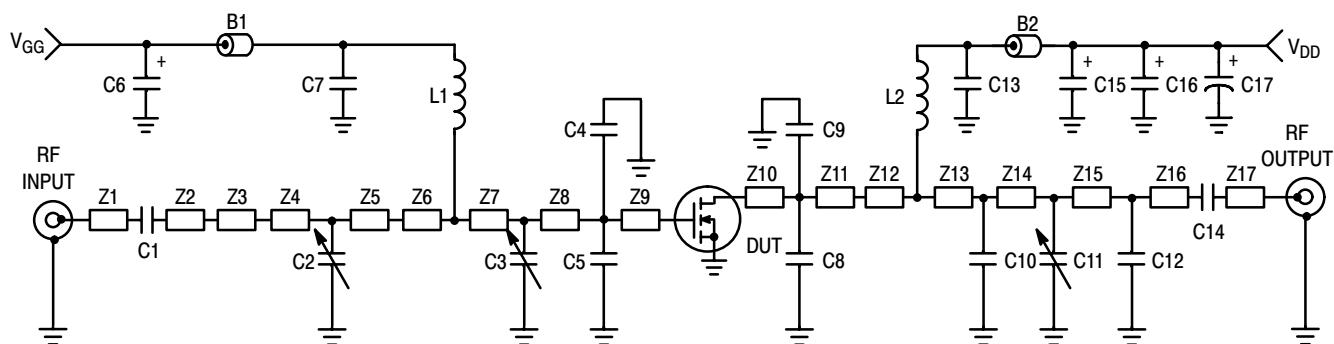 B1
B2
V_GG
V_DD
+
+
+
+
C6
C7
L1
L2
C13
C15
C16
C17
C4
C9
RF
INPUT
RF
OUTPUT
Z1
Z2
Z3
Z4
Z5
Z6
Z7
Z8
Z9
Z10
Z11
Z12
Z13
Z14
Z15
Z16
Z17
C1
C2
C3
C5
DUT
C8
C10
C11
C12
C14